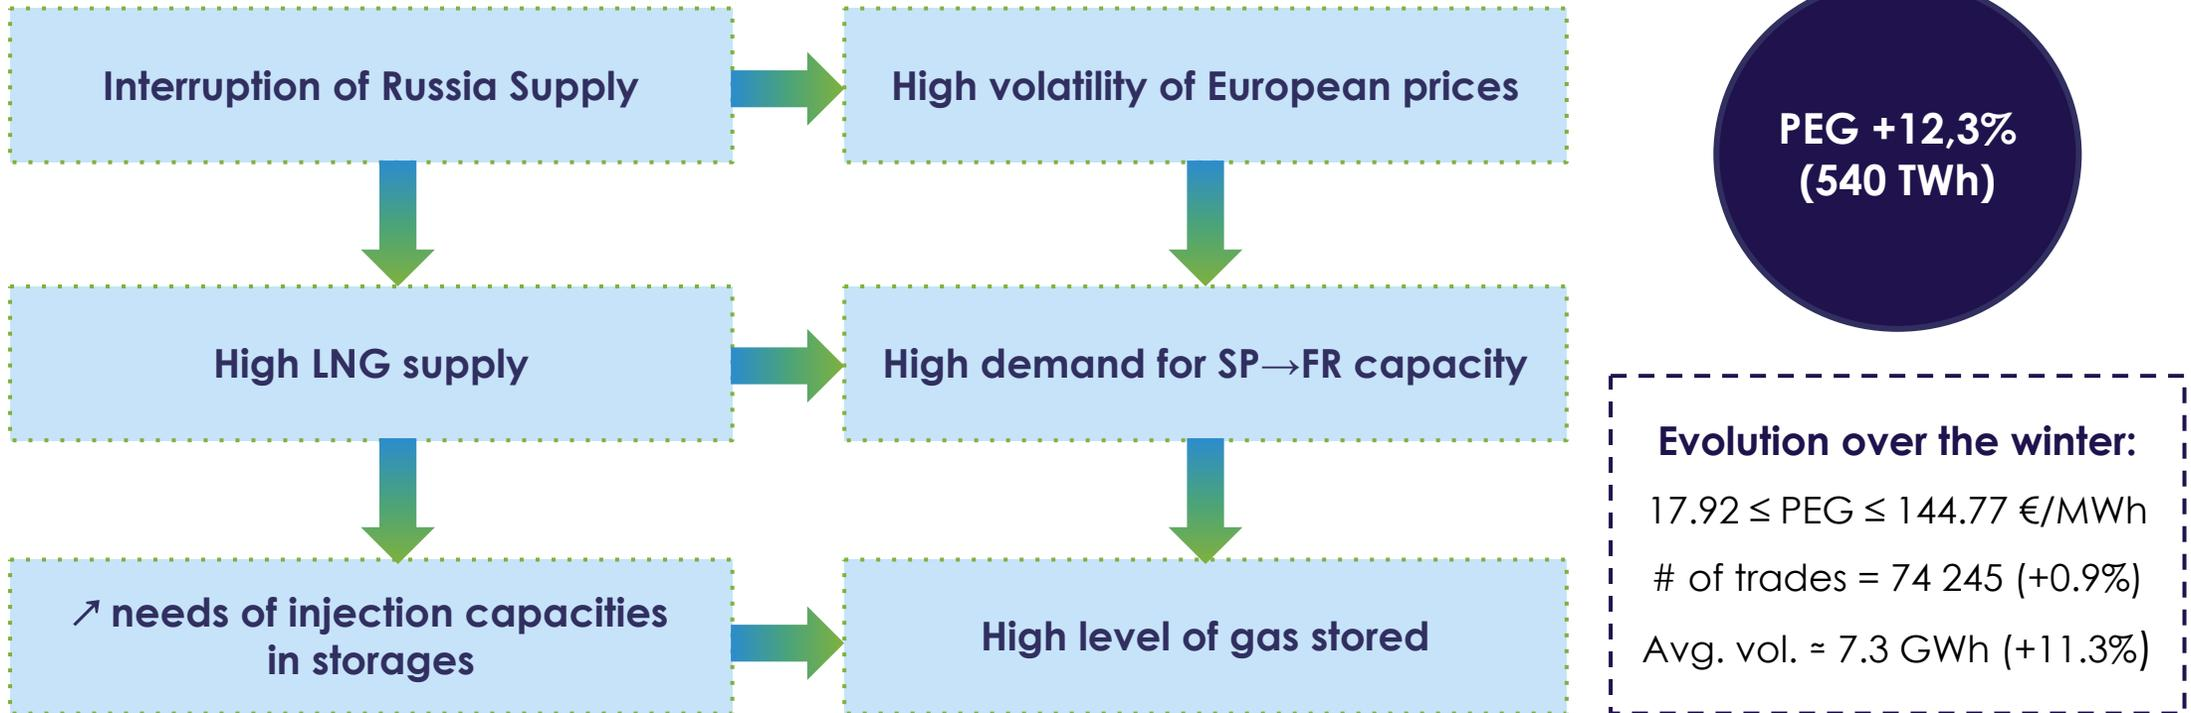 Interruption of Russia Supply
High volatility of European prices
High LNG supply
High demand for SP→FR capacity
↗ needs of injection capacities
in storages
High level of gas stored
PEG +12,3%
(540 TWh)
Evolution over the winter:
17.92 ≤ PEG ≤ 144.77 €/MWh
# of trades = 74 245 (+0.9%)
Avg. vol. ≃ 7.3 GWh (+11.3%)